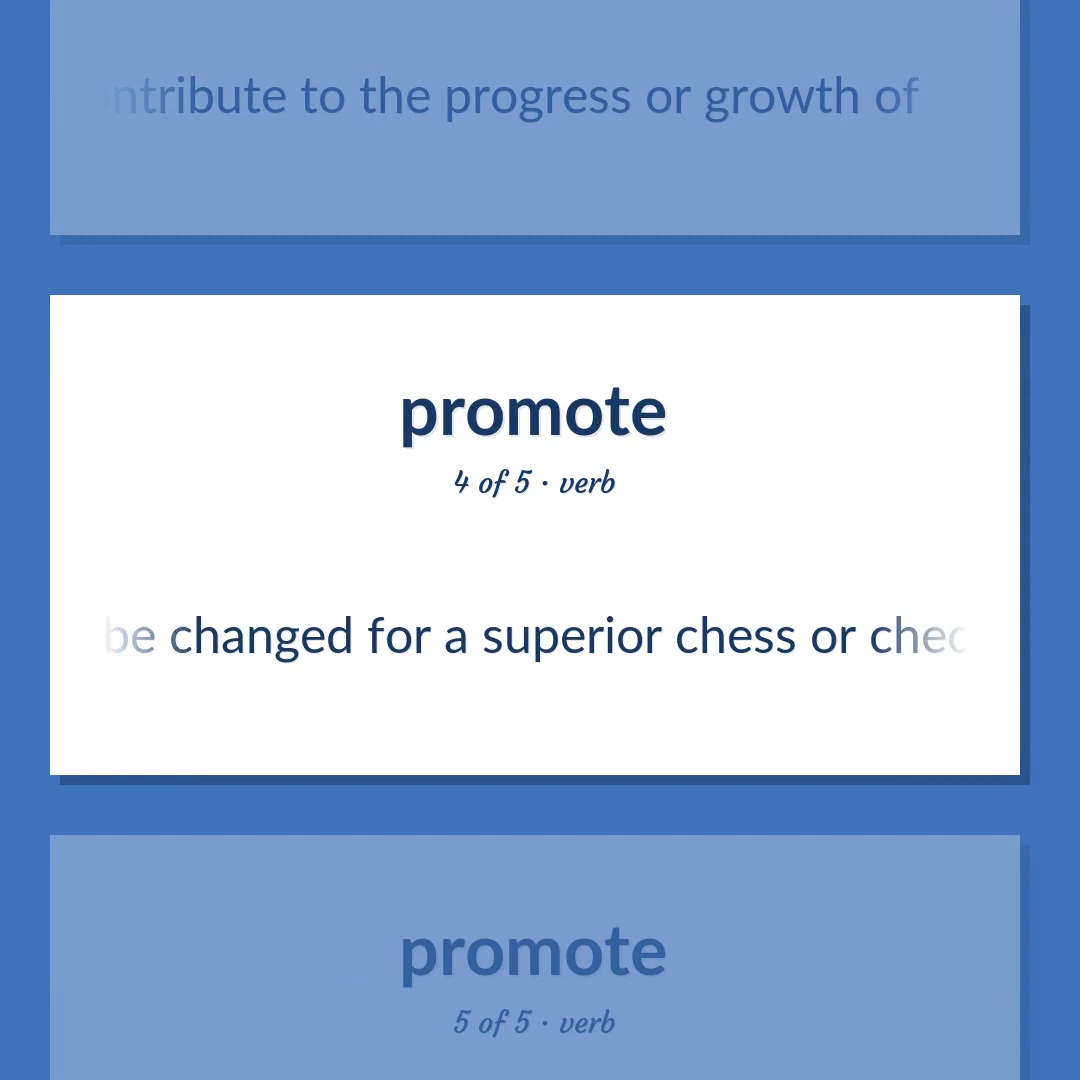 ntribute to the progress or growth of
promote
4 of 5 · verb
be changed for a superior chess or chec
promote
5 of 5 · verb